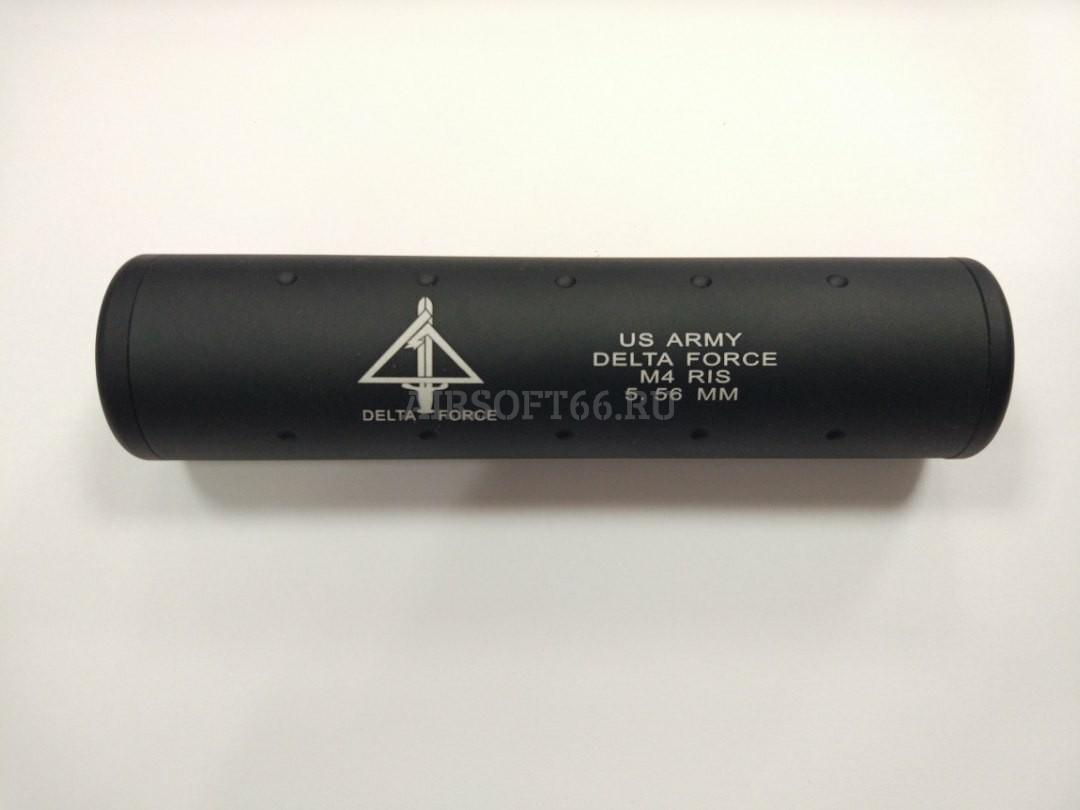 US ARMY
DELTA FORCE
M4 RIS
5.56 MM
DELTA FORCE
AIRSOFT66.RU